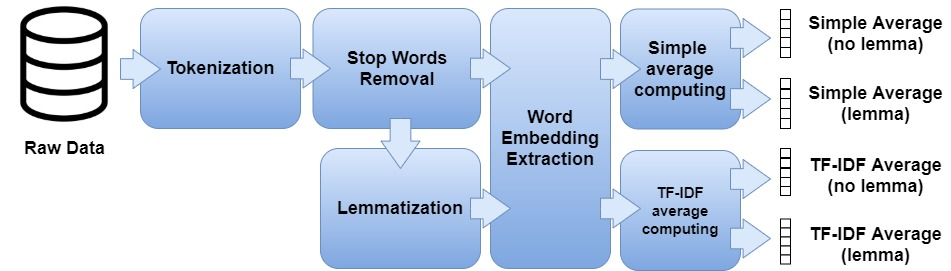 Raw Data
Tokenization
Stop Words
Removal
Lemmatization
Word
Embedding
Extraction
Simple
average
computing
TF-IDF
average
computing
Simple Average
(no lemma)
Simple Average
(lemma)
TF-IDF Average
(no lemma)
TF-IDF Average
(lemma)